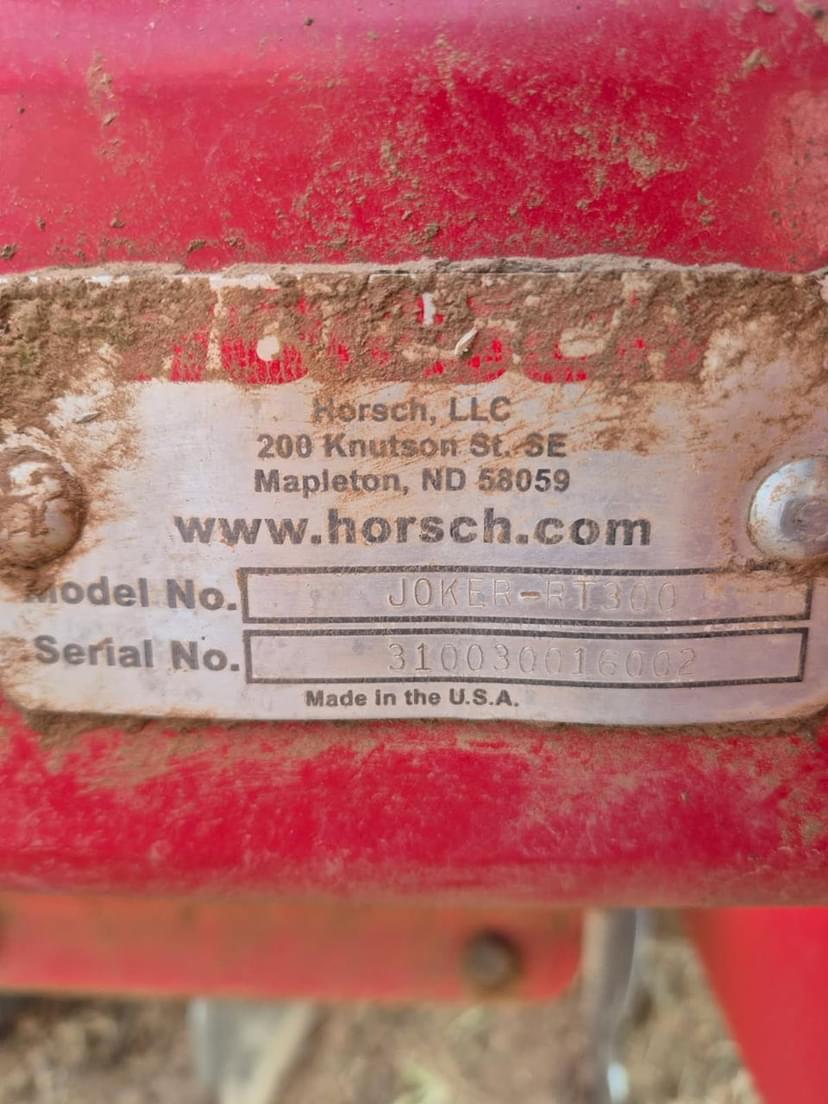 Horsch, LLC
200 Knutson St. SE
Mapleton, ND 58059
www.horsch.com
Model No. JOKER-RT300
Serial No. 310030016002
Made in the U.S.A.